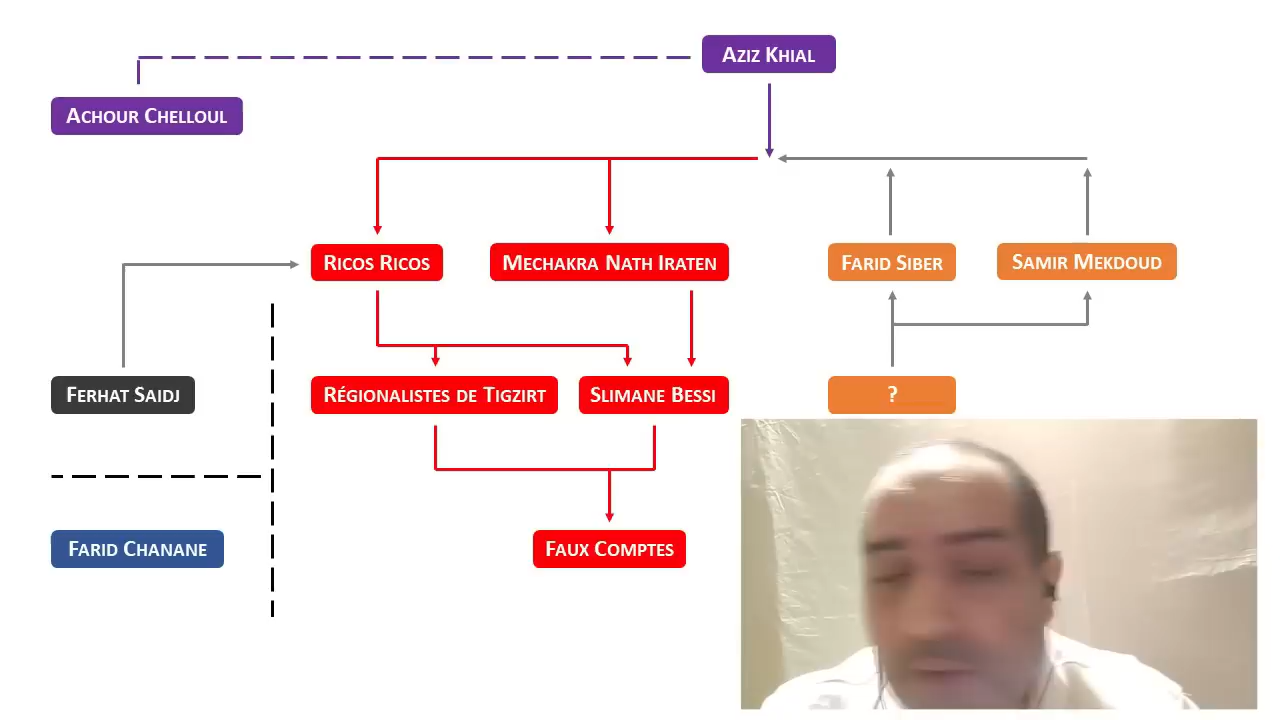 Aziz Khial
Achour Chelloul
Ricos Ricos
Mechakra Nath Iraten
Farid Siber
Samir Mekdoud
Ferhat Saidj
Régionalistes de Tigzirt
Slimane Bessi
?
Farid Chanane
Faux Comptes